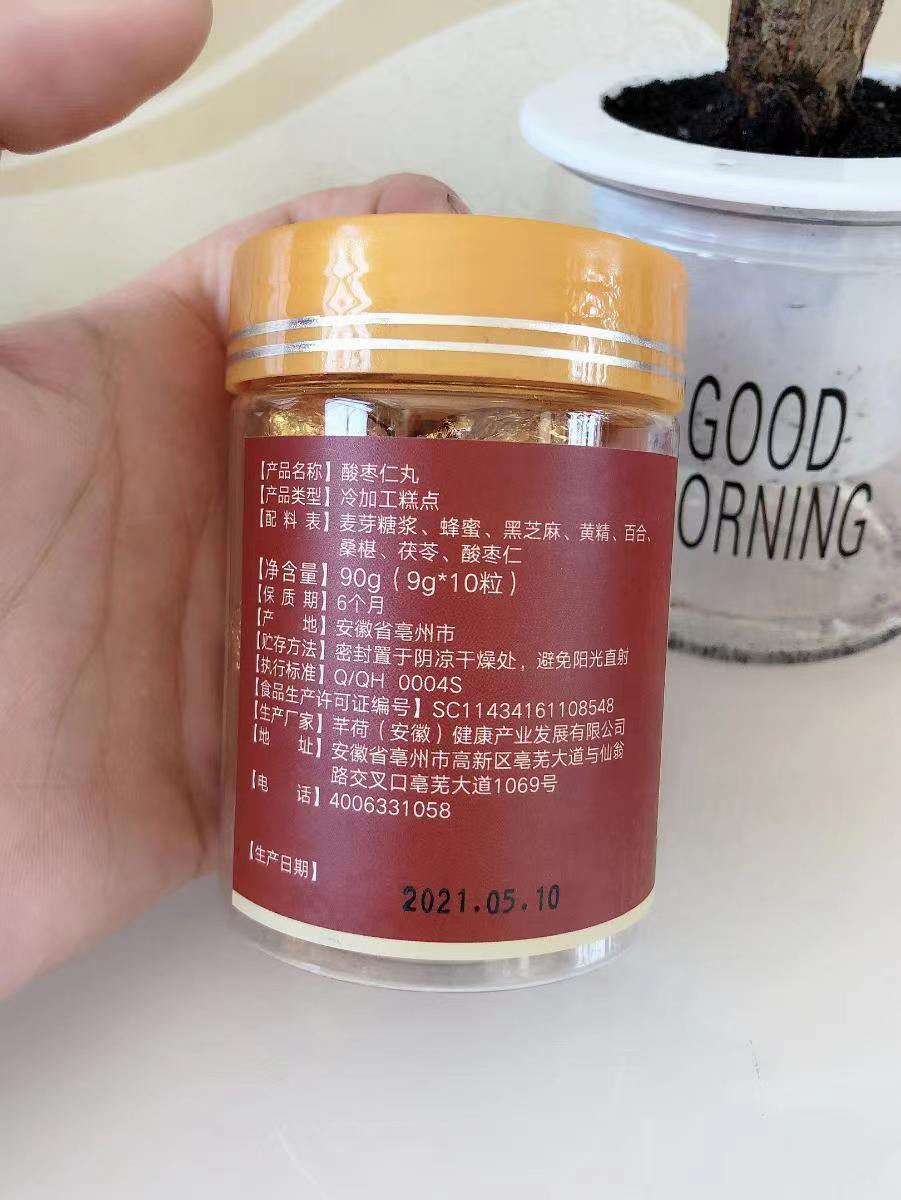 【产品名称】酸枣仁丸
【产品类型】冷加工糕点
【配 料 表】麦芽糖浆、蜂蜜、黑芝麻、黄精、百合、
桑椹、茯苓、酸枣仁
【净含量】90g（9g*10粒）
【保 质 期】6个月
【产 地】安徽省亳州市
【贮存方法】密封置于阴凉干燥处，避免阳光直射
【执行标准】Q/QH 0004S
【食品生产许可证编号】SC11434161108548
【生产厂家】芊荷（安徽）健康产业发展有限公司
【地 址】安徽省亳州市高新区亳芜大道与仙翁
路交叉口亳芜大道1069号
【电 话】4006331058
【生产日期】
2021.05.10
GOOD
ORNING